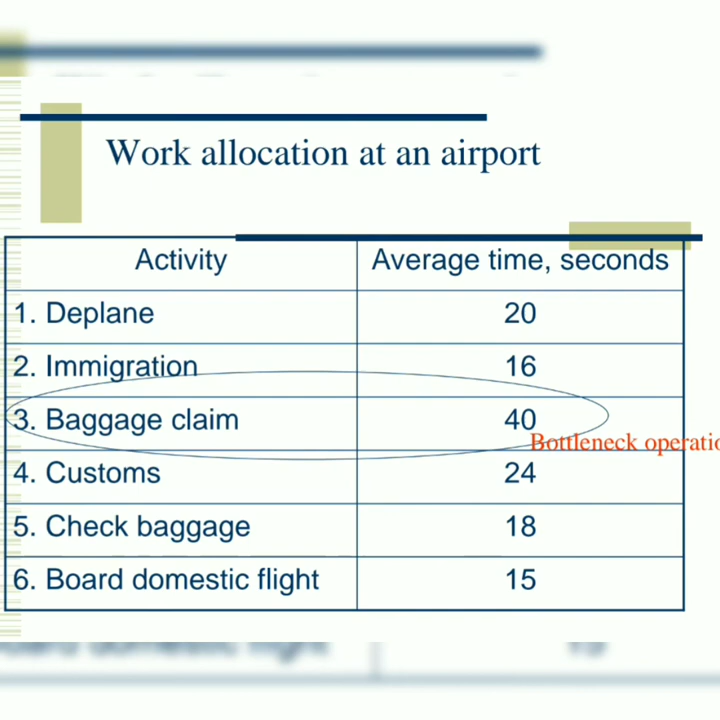 Work allocation at an airport
Activity Average time, seconds
1. Deplane 20
2. Immigration 16
3. Baggage claim 40
Bottleneck
4. Customs 24
5. Check baggage 18
6. Board domestic flight 15